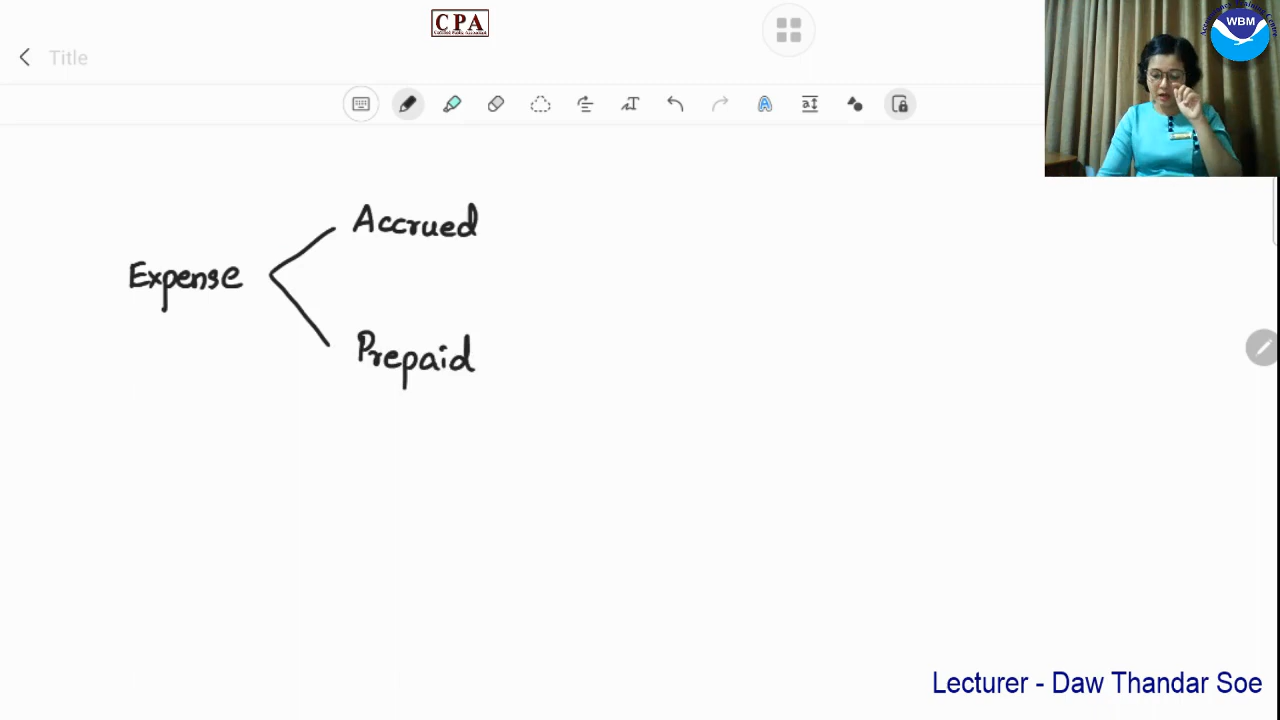 CPA
Title
WBM
Accrued
Expense
Prepaid
Lecturer - Daw Thandar Soe